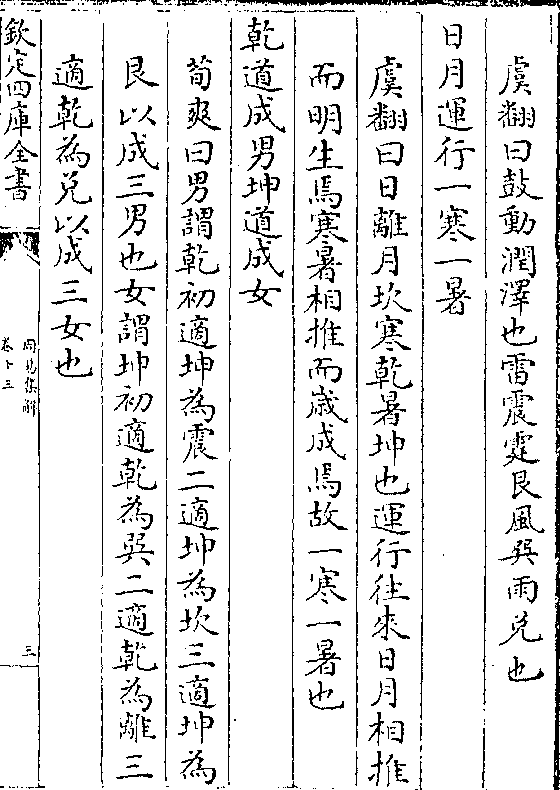 虞翻曰鼓動潤澤也雷震霆艮風巽雨兌也
日月運行一寒一暑
虞翻曰日離月坎寒乾暑坤也運行往來日月相推
而明生焉寒暑相推而歲成焉故一寒一暑也
乾道成男坤道成女
荀爽曰男謂乾初適坤為震二適坤為坎三適坤為
艮以成三男也女謂坤初適乾為巽二適乾為離三
適乾為兌以成三女也
欽定四庫全書
周易集解
卷十三
三